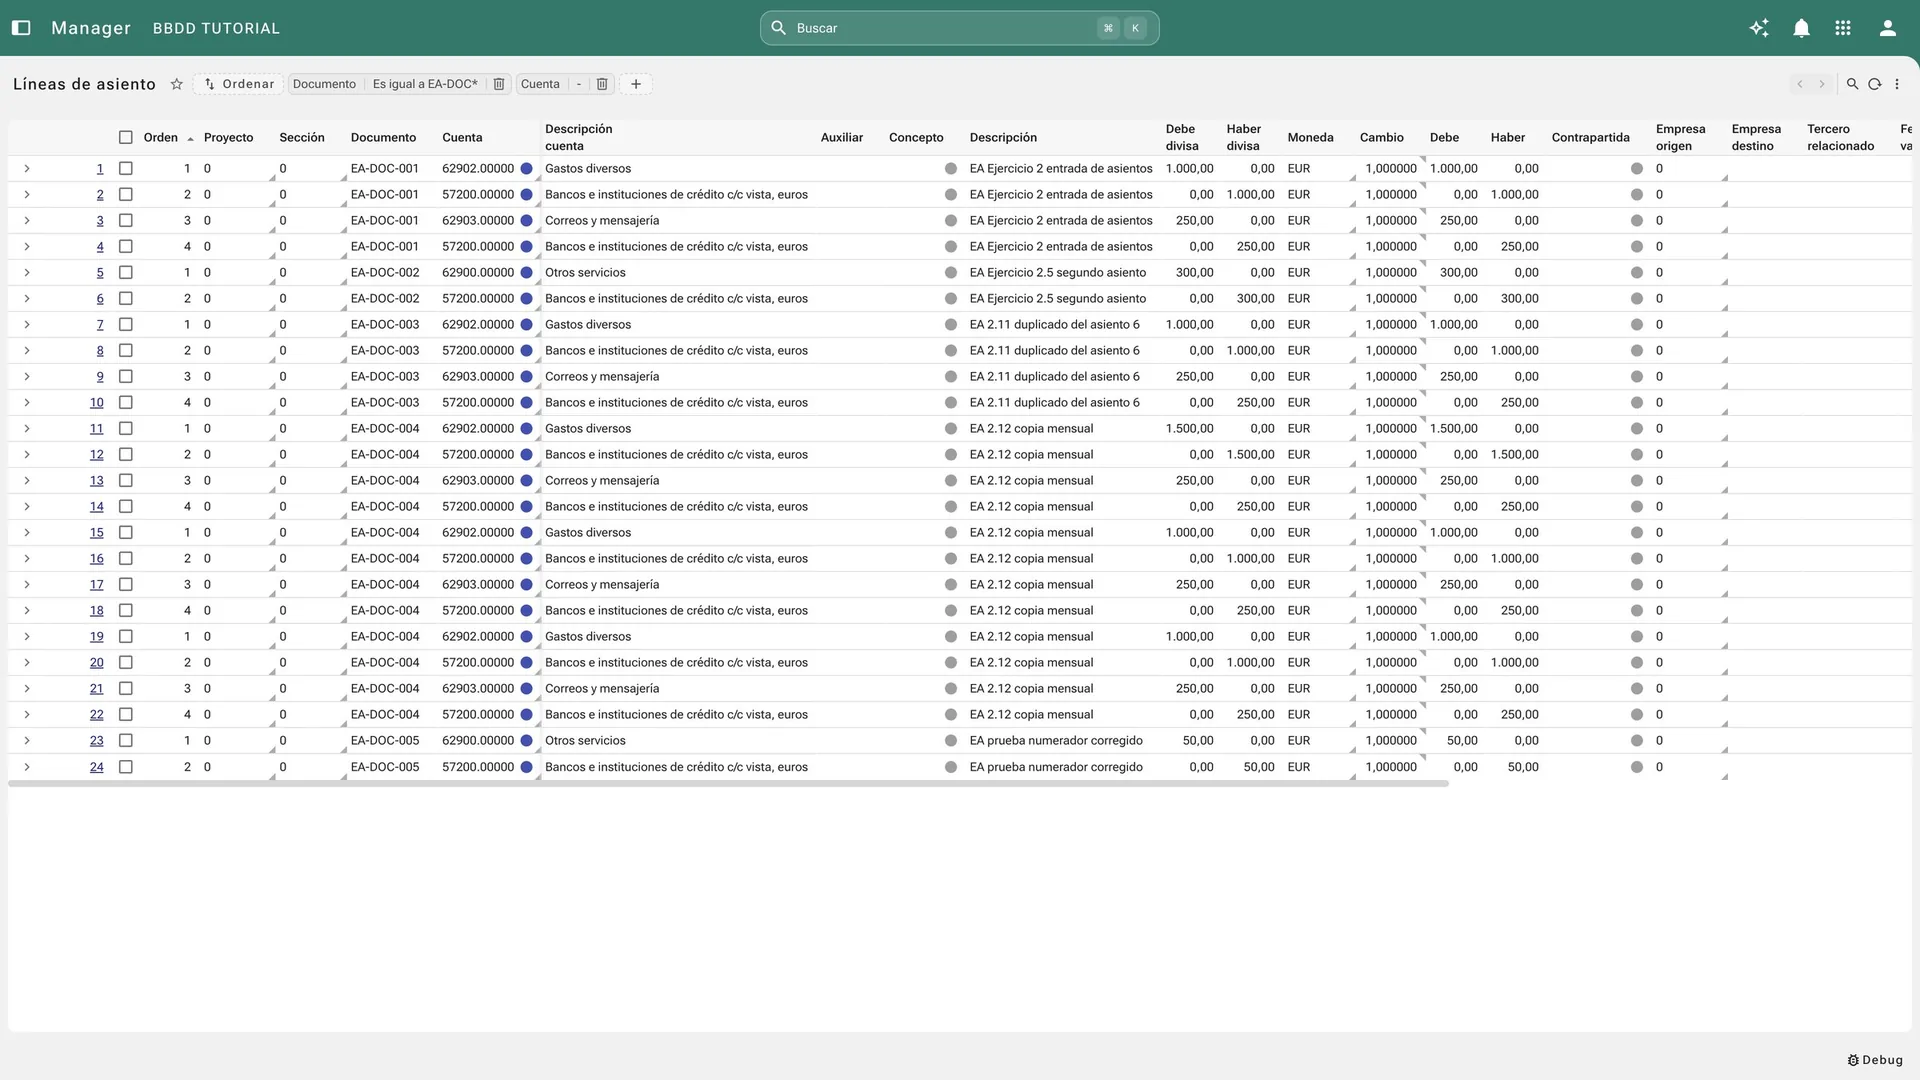 Manager BBDD TUTORIAL Buscar ⌘ K
Líneas de asiento Ordenar Documento Es igual a EA-DOC* Cuenta -
Orden Proyecto Sección Documento Cuenta Descripción cuenta Auxiliar Concepto Descripción Debe divisa Haber divisa Moneda Cambio Debe Haber Contrapartida Empresa origen Empresa destino Tercero relacionado Fe va
1 1 0 0 EA-DOC-001 62902.00000 Gastos diversos EA Ejercicio 2 entrada de asientos 1.000,00 0,00 EUR 1,000000 1.000,00 0,00 0
2 2 0 0 EA-DOC-001 57200.00000 Bancos e instituciones de crédito c/c vista, euros EA Ejercicio 2 entrada de asientos 0,00 1.000,00 EUR 1,000000 0,00 1.000,00 0
3 3 0 0 EA-DOC-001 62903.00000 Correos y mensajería EA Ejercicio 2 entrada de asientos 250,00 0,00 EUR 1,000000 250,00 0,00 0
4 4 0 0 EA-DOC-001 57200.00000 Bancos e instituciones de crédito c/c vista, euros EA Ejercicio 2 entrada de asientos 0,00 250,00 EUR 1,000000 0,00 250,00 0
5 1 0 0 EA-DOC-002 62900.00000 Otros servicios EA Ejercicio 2.5 segundo asiento 300,00 0,00 EUR 1,000000 300,00 0,00 0
6 2 0 0 EA-DOC-002 57200.00000 Bancos e instituciones de crédito c/c vista, euros EA Ejercicio 2.5 segundo asiento 0,00 300,00 EUR 1,000000 0,00 300,00 0
7 1 0 0 EA-DOC-003 62902.00000 Gastos diversos EA 2.11 duplicado del asiento 6 1.000,00 0,00 EUR 1,000000 1.000,00 0,00 0
8 2 0 0 EA-DOC-003 57200.00000 Bancos e instituciones de crédito c/c vista, euros EA 2.11 duplicado del asiento 6 0,00 1.000,00 EUR 1,000000 0,00 1.000,00 0
9 3 0 0 EA-DOC-003 62903.00000 Correos y mensajería EA 2.11 duplicado del asiento 6 250,00 0,00 EUR 1,000000 250,00 0,00 0
10 4 0 0 EA-DOC-003 57200.00000 Bancos e instituciones de crédito c/c vista, euros EA 2.11 duplicado del asiento 6 0,00 250,00 EUR 1,000000 0,00 250,00 0
11 1 0 0 EA-DOC-004 62902.00000 Gastos diversos EA 2.12 copia mensual 1.500,00 0,00 EUR 1,000000 1.500,00 0,00 0
12 2 0 0 EA-DOC-004 57200.00000 Bancos e instituciones de crédito c/c vista, euros EA 2.12 copia mensual 0,00 1.500,00 EUR 1,000000 0,00 1.500,00 0
13 3 0 0 EA-DOC-004 62903.00000 Correos y mensajería EA 2.12 copia mensual 250,00 0,00 EUR 1,000000 250,00 0,00 0
14 4 0 0 EA-DOC-004 57200.00000 Bancos e instituciones de crédito c/c vista, euros EA 2.12 copia mensual 0,00 250,00 EUR 1,000000 0,00 250,00 0
15 1 0 0 EA-DOC-004 62902.00000 Gastos diversos EA 2.12 copia mensual 1.000,00 0,00 EUR 1,000000 1.000,00 0,00 0
16 2 0 0 EA-DOC-004 57200.00000 Bancos e instituciones de crédito c/c vista, euros EA 2.12 copia mensual 0,00 1.000,00 EUR 1,000000 0,00 1.000,00 0
17 3 0 0 EA-DOC-004 62903.00000 Correos y mensajería EA 2.12 copia mensual 250,00 0,00 EUR 1,000000 250,00 0,00 0
18 4 0 0 EA-DOC-004 57200.00000 Bancos e instituciones de crédito c/c vista, euros EA 2.12 copia mensual 0,00 250,00 EUR 1,000000 0,00 250,00 0
19 1 0 0 EA-DOC-004 62902.00000 Gastos diversos EA 2.12 copia mensual 1.000,00 0,00 EUR 1,000000 1.000,00 0,00 0
20 2 0 0 EA-DOC-004 57200.00000 Bancos e instituciones de crédito c/c vista, euros EA 2.12 copia mensual 0,00 1.000,00 EUR 1,000000 0,00 1.000,00 0
21 3 0 0 EA-DOC-004 62903.00000 Correos y mensajería EA 2.12 copia mensual 250,00 0,00 EUR 1,000000 250,00 0,00 0
22 4 0 0 EA-DOC-004 57200.00000 Bancos e instituciones de crédito c/c vista, euros EA 2.12 copia mensual 0,00 250,00 EUR 1,000000 0,00 250,00 0
23 1 0 0 EA-DOC-005 62900.00000 Otros servicios EA prueba numerador corregido 50,00 0,00 EUR 1,000000 50,00 0,00 0
24 2 0 0 EA-DOC-005 57200.00000 Bancos e instituciones de crédito c/c vista, euros EA prueba numerador corregido 0,00 50,00 EUR 1,000000 0,00 50,00 0
Debug